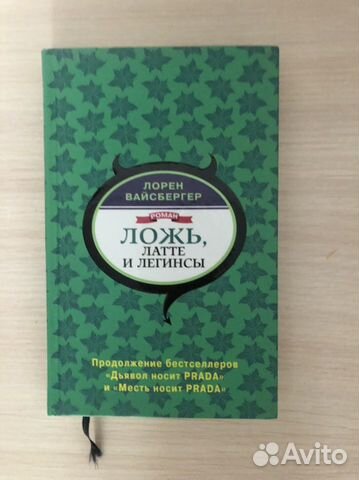 ЛОРЕН
ВАЙСБЕРГЕР
РОМАН
ЛОЖЬ,
ЛАТТЕ
И ЛЕГИНСЫ
Продолжение бестселлеров
«Дьявол носит PRADA»
и «Месть носит PRADA»
Avito